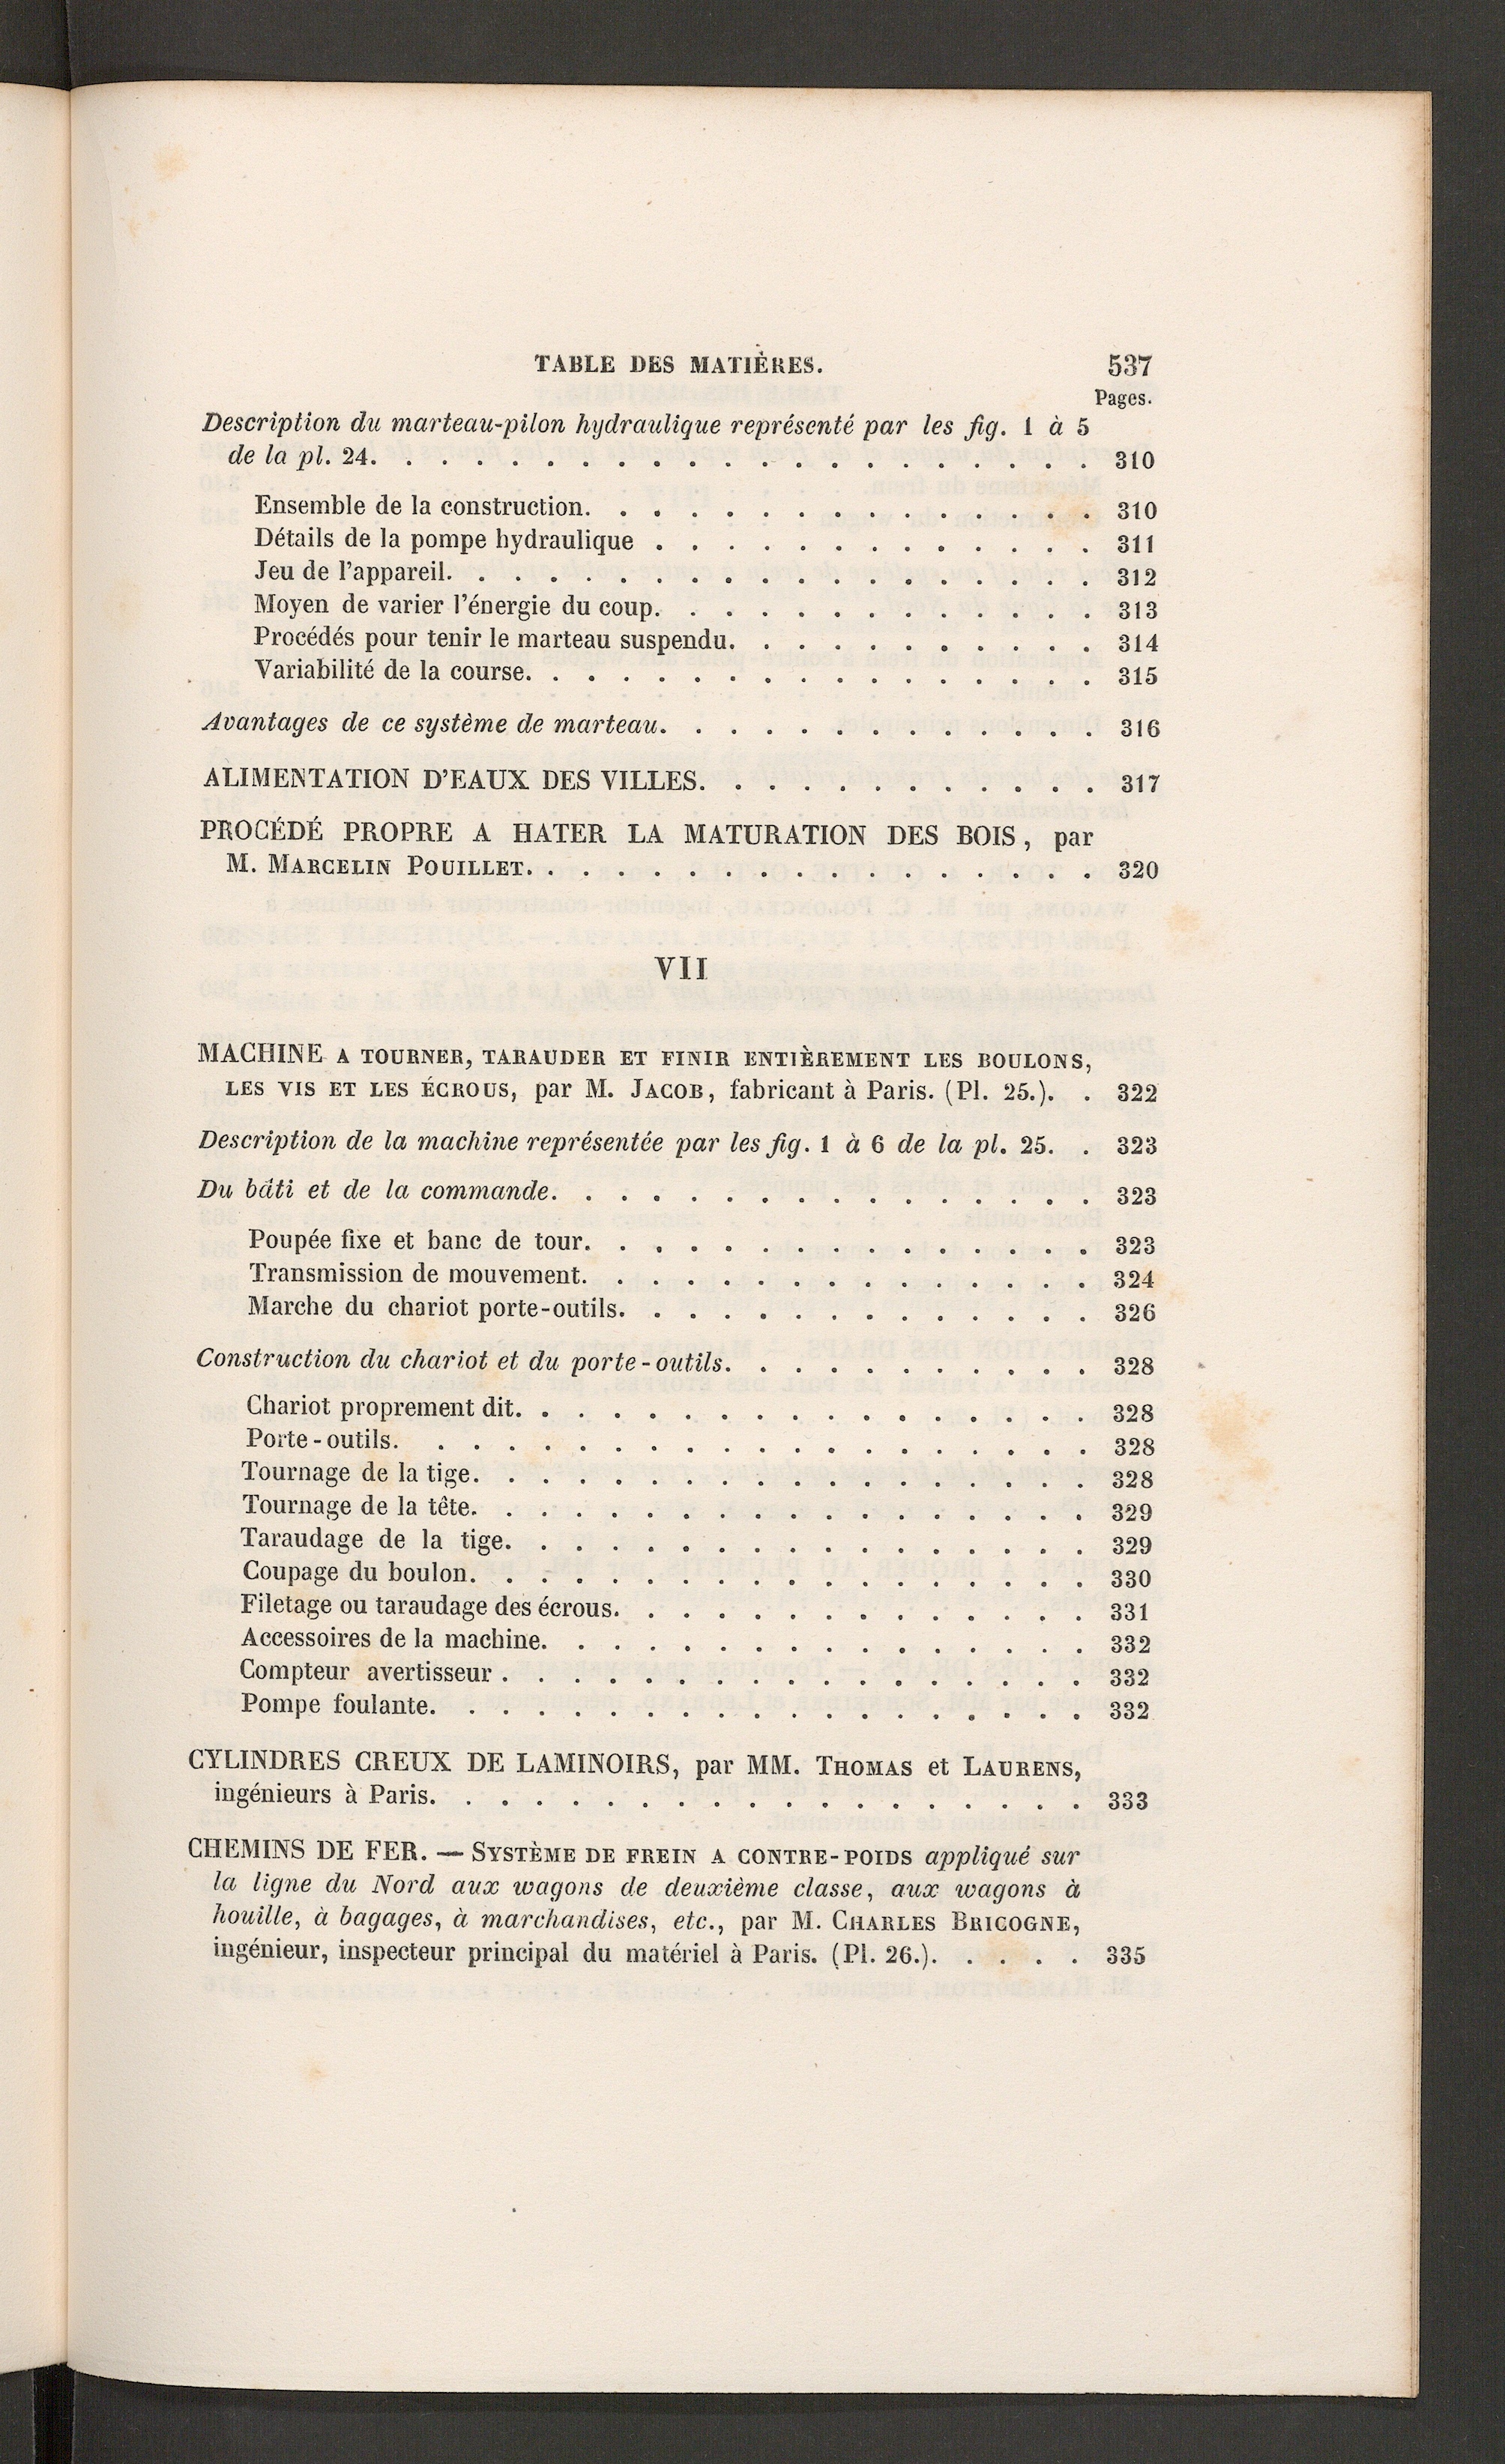 TABLE DES MATIÈRES. 537
Pages.
Description du marteau-pilon hydraulique représenté par les fig. 1 à 5
de la pl. 24. . . . . . . . . . . . . . . . . . . . . 310
Ensemble de la construction. . . . . . . . . . . . . . . 310
Détails de la pompe hydraulique . . . . . . . . . . . . . 311
Jeu de l'appareil. . . . . . . . . . . . . . . . . . . 312
Moyen de varier l'énergie du coup. . . . . . . . . . . . . 313
Procédés pour tenir le marteau suspendu. . . . . . . . . . . 314
Variabilité de la course. . . . . . . . . . . . . . . . . 315
Avantages de ce système de marteau. . . . . . . . . . . . . 316
ALIMENTATION D'EAUX DES VILLES. . . . . . . . . . . . 317
PROCÉDÉ PROPRE A HATER LA MATURATION DES BOIS, par
M. MARCELIN POUILLET. . . . . . . . . . . . . . . . . 320
VII
MACHINE A TOURNER, TARAUDER ET FINIR ENTIÈREMENT LES BOULONS,
LES VIS ET LES ÉCROUS, par M. JACOB, fabricant à Paris. (Pl. 25.). . 322
Description de la machine représentée par les fig. 1 à 6 de la pl. 25. . 323
Du bâti et de la commande. . . . . . . . . . . . . . . . 323
Poupée fixe et banc de tour. . . . . . . . . . . . . . . 323
Transmission de mouvement. . . . . . . . . . . . . . . 324
Marche du chariot porte-outils. . . . . . . . . . . . . . 326
Construction du chariot et du porte-outils. . . . . . . . . . . 328
Chariot proprement dit. . . . . . . . . . . . . . . . . 328
Porte-outils. . . . . . . . . . . . . . . . . . . . 328
Tournage de la tige. . . . . . . . . . . . . . . . . . 328
Tournage de la tête. . . . . . . . . . . . . . . . . . 329
Taraudage de la tige. . . . . . . . . . . . . . . . . 329
Coupage du boulon. . . . . . . . . . . . . . . . . . 330
Filetage ou taraudage des écrous. . . . . . . . . . . . . . 331
Accessoires de la machine. . . . . . . . . . . . . . . . 332
Compteur avertisseur . . . . . . . . . . . . . . . . . 332
Pompe foulante. . . . . . . . . . . . . . . . . . . 332
CYLINDRES CREUX DE LAMINOIRS, par MM. THOMAS et LAURENS,
ingénieurs à Paris. . . . . . . . . . . . . . . . . . . 333
CHEMINS DE FER. — SYSTÈME DE FREIN A CONTRE-POIDS appliqué sur
la ligne du Nord aux wagons de deuxième classe, aux wagons à
houille, à bagages, à marchandises, etc., par M. CHARLES BRICOGNE,
ingénieur, inspecteur principal du matériel à Paris. (Pl. 26.). . . . . 335